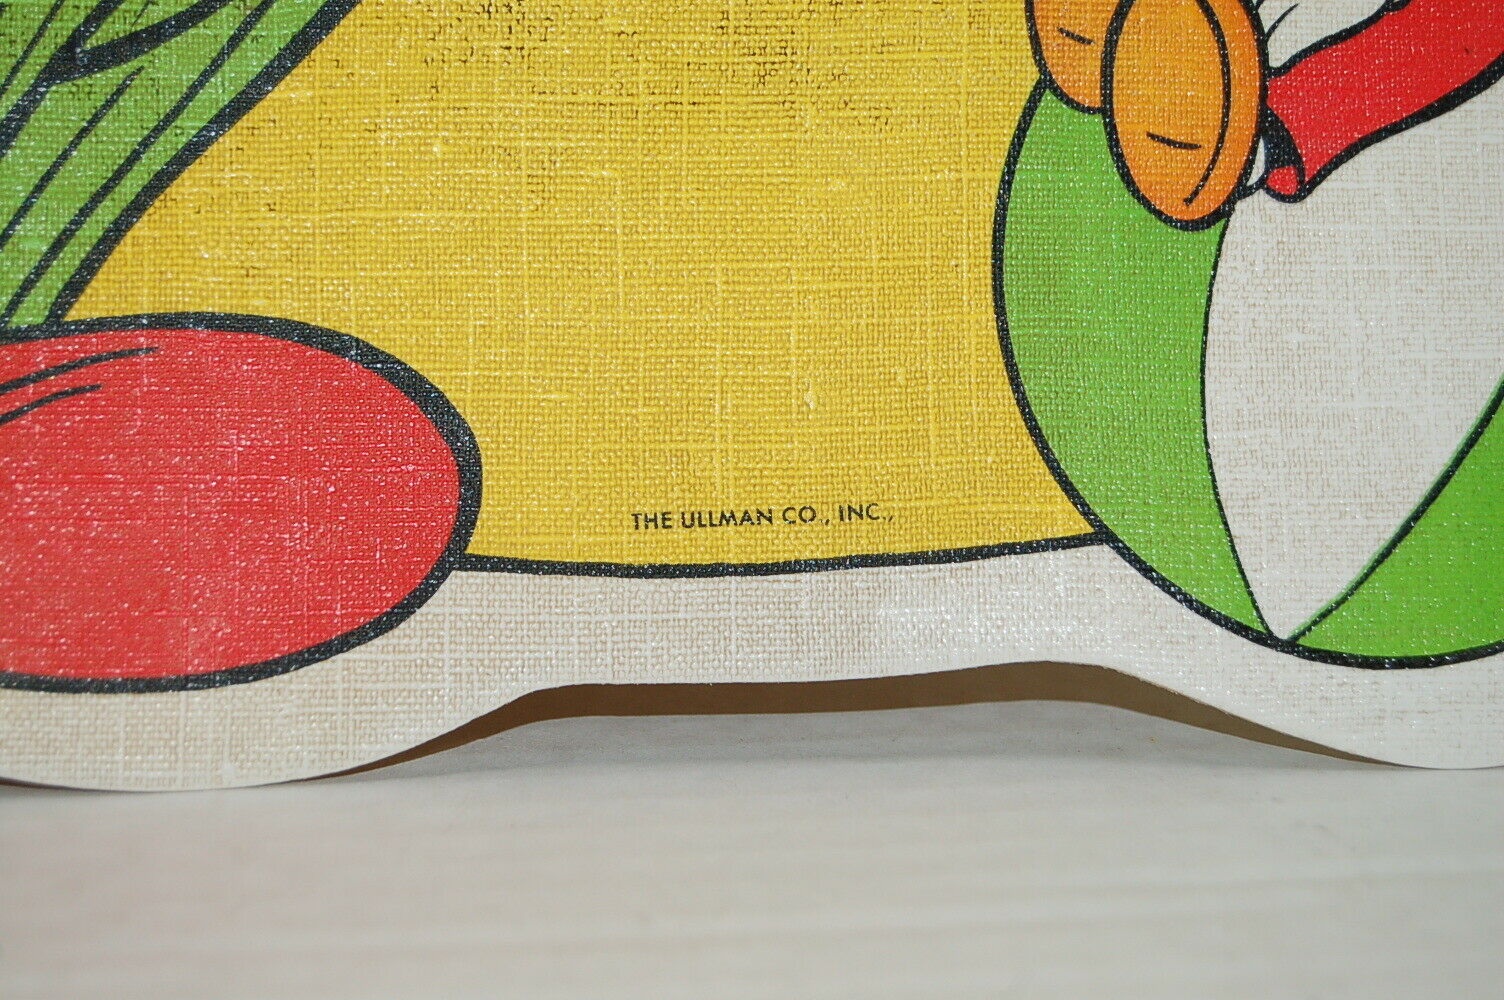 THE ULLMAN CO., INC.,